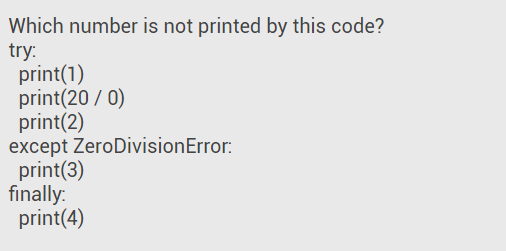 Which number is not printed by this code?
try:
  print(1)
  print(20 / 0)
  print(2)
except ZeroDivisionError:
  print(3)
finally:
  print(4)